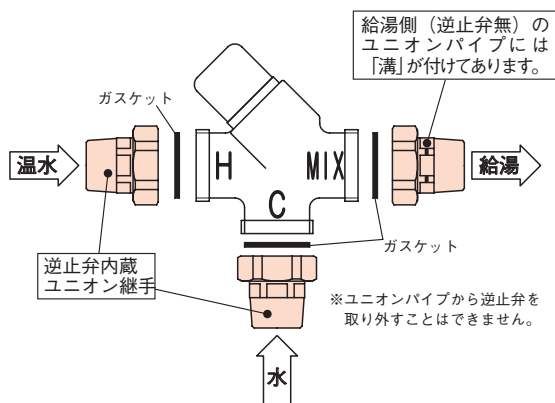 給湯側（逆止弁無）の
ユニオンパイプには
「溝」が付けてあります。
ガスケット
温水
H
MIX
給湯
C
ガスケット
逆止弁内蔵
ユニオン継手
※ユニオンパイプから逆止弁を
取り外すことはできません。
水